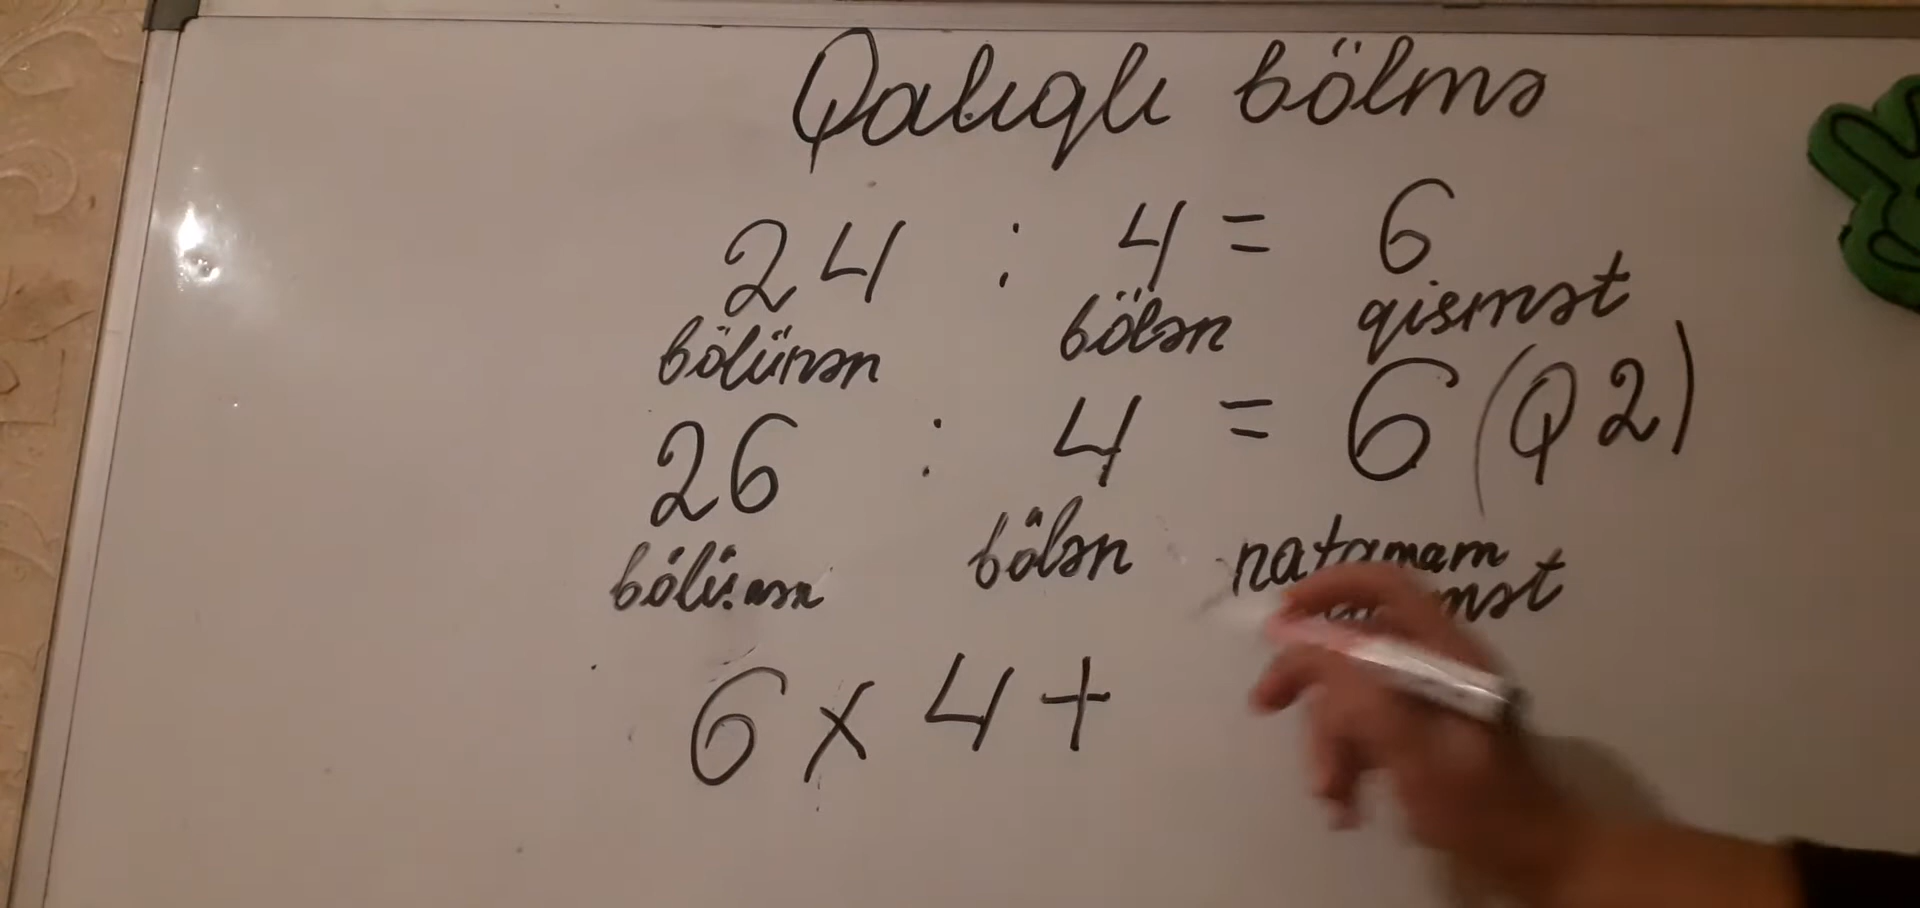 Qalıqlı bölmə
24 : 4 = 6
bölünən bölən qismət
26 : 4 = 6 (Q 2)
bölünən bölən natamam
6 x 4 +